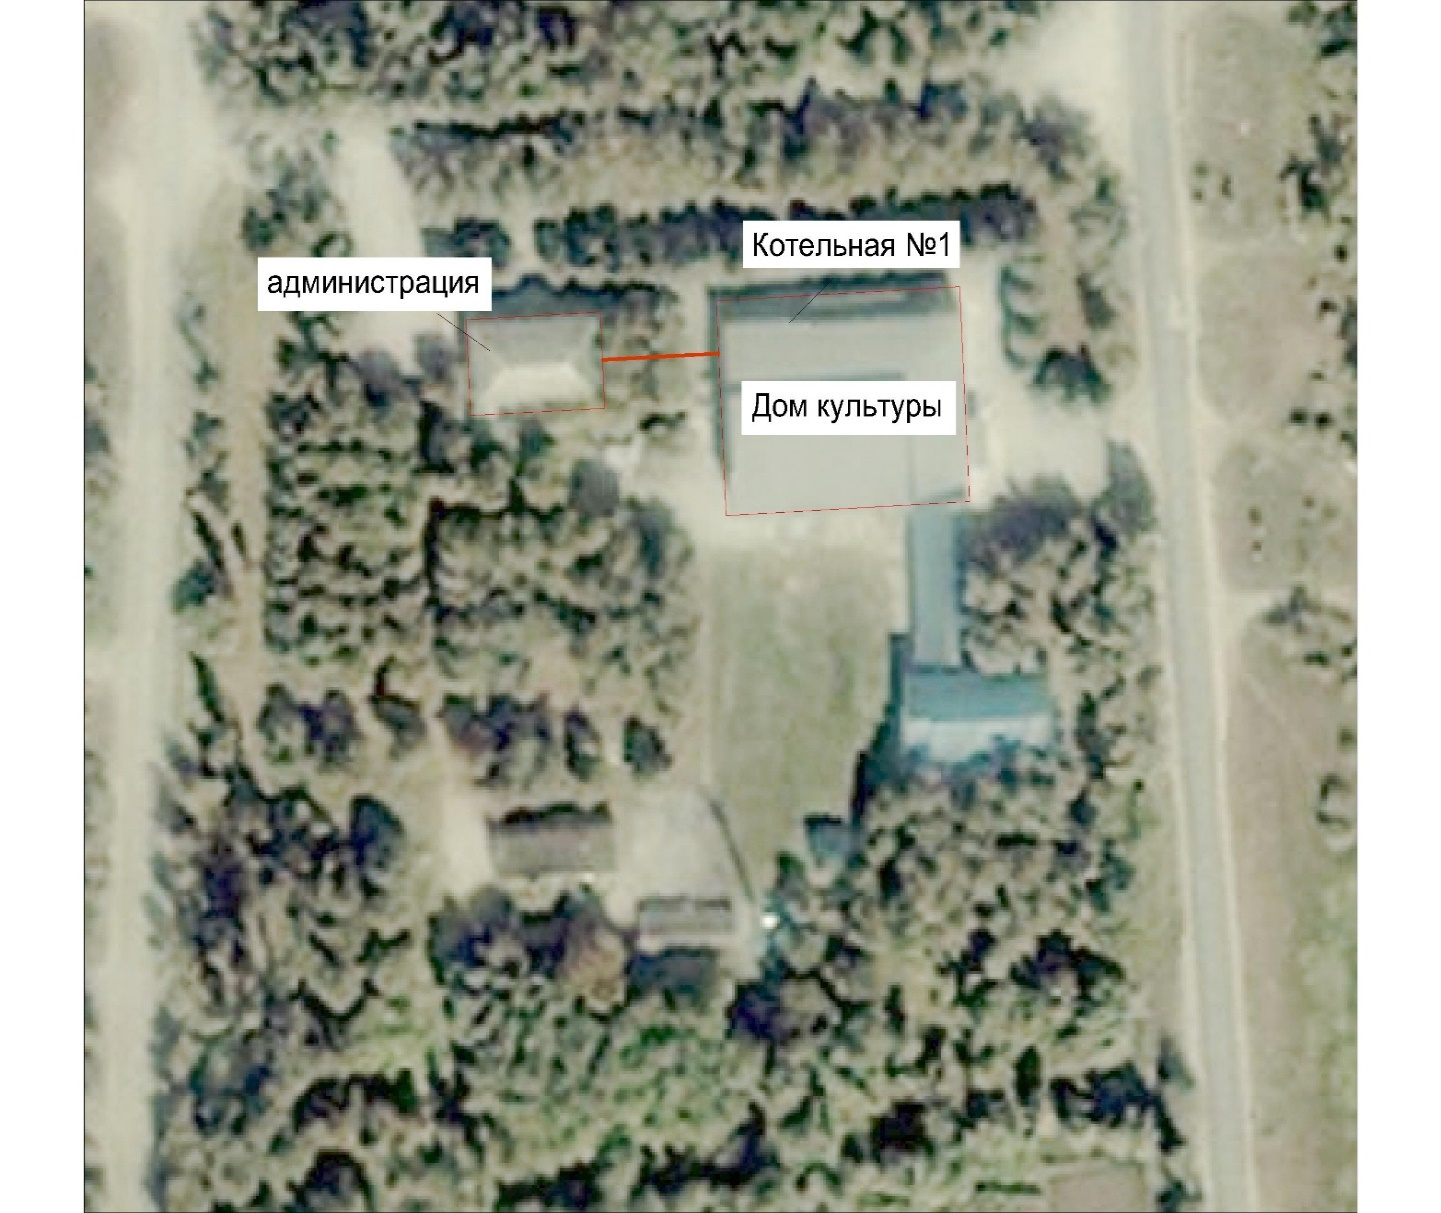 Котельная №1
администрация
Дом культуры